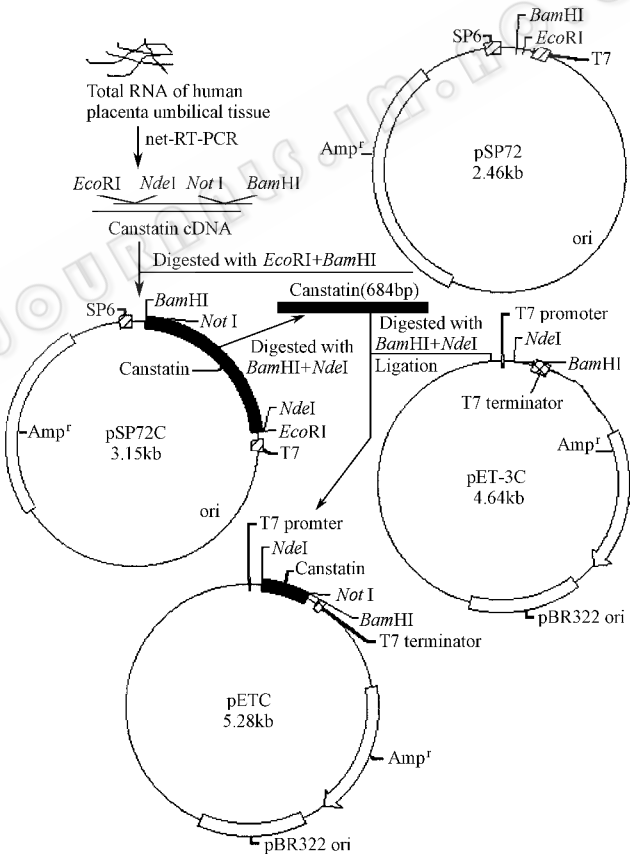 Total RNA of human
placenta umbilical tissue
net-RT-PCR
EcoRI NdeI Not I BamHI
Canstatin cDNA
Digested with EcoRI+BamHI
SP6
BamHI
EcoRI
T7
Amp^r
pSP72
2.46kb
ori
Canstatin(684bp)
SP6
BamHI
Not I
Canstatin
Digested with
BamHI+NdeI
NdeI
EcoRI
T7
Amp^r
pSP72C
3.15kb
ori
Digested with
BamHI+NdeI
Ligation
T7 promoter
NdeI
BamHI
T7 terminator
Amp^r
pET-3C
4.64kb
pBR322 ori
T7 promter
NdeI
Canstatin
Not I
BamHI
T7 terminator
pETC
5.28kb
Amp^r
pBR322 ori